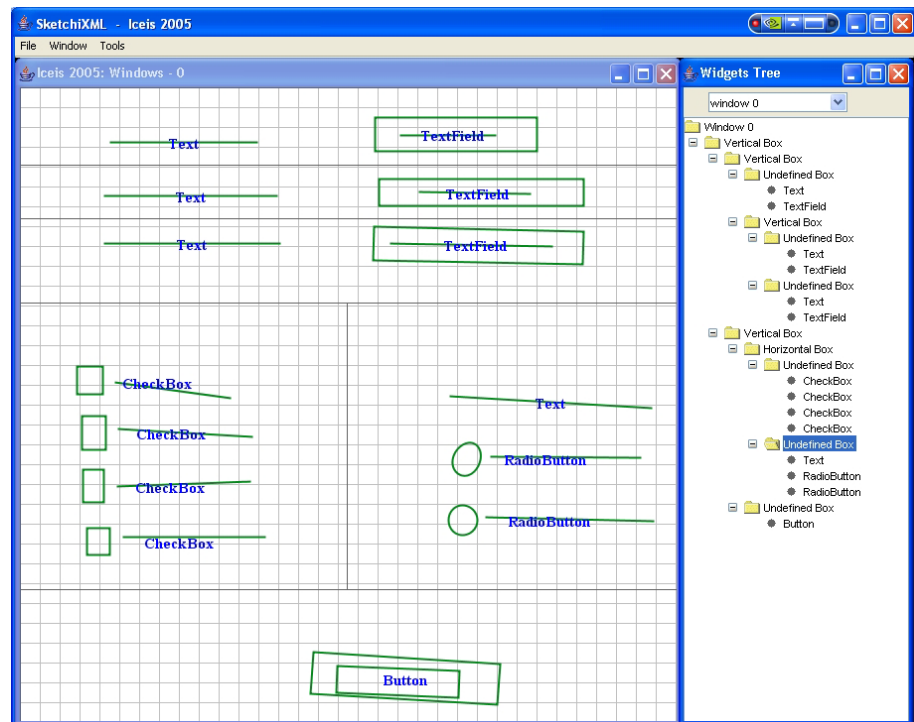 SketchiXML - Iceis 2005
File Window Tools
Iceis 2005: Windows - 0
Text TextField
Text TextField
Text TextField
CheckBox
CheckBox
CheckBox
CheckBox
Text
RadioButton
RadioButton
Button
Widgets Tree
window 0
Window 0
Vertical Box
Vertical Box
Undefined Box
Text
TextField
Vertical Box
Undefined Box
Text
TextField
Undefined Box
Text
TextField
Vertical Box
Horizontal Box
Undefined Box
CheckBox
CheckBox
CheckBox
CheckBox
Undefined Box
Text
RadioButton
RadioButton
Undefined Box
Button